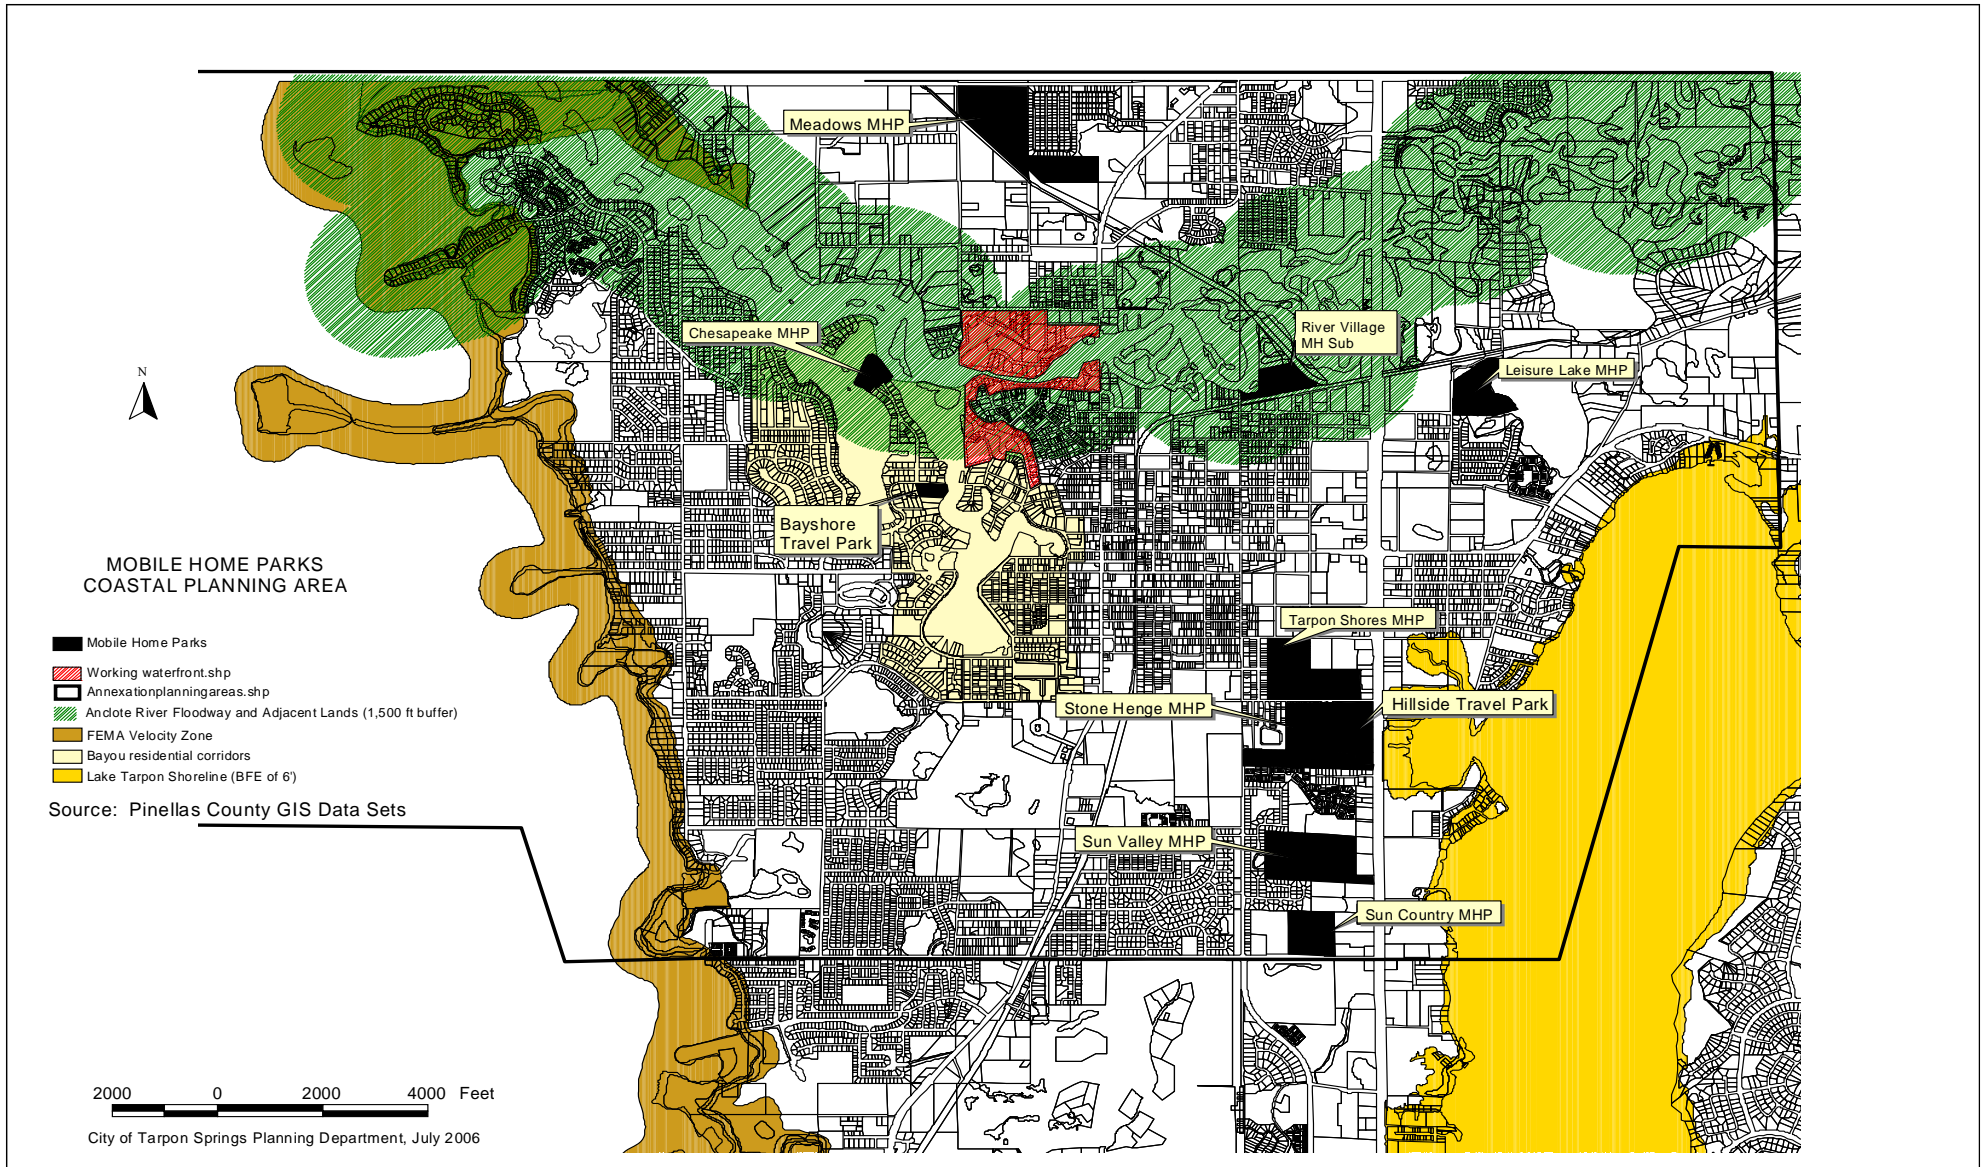 Meadows MHP
Chesapeake MHP
River Village
MH Sub
Leisure Lake MHP
N
Bayshore
Travel Park
MOBILE HOME PARKS
COASTAL PLANNING AREA
Tarpon Shores MHP
Mobile Home Parks
Working waterfront.shp
Annexationplanningareas.shp
Anclote River Floodway and Adjacent Lands (1,500 ft buffer)
FEMA Velocity Zone
Bayou residential corridors
Lake Tarpon Shoreline (BFE of 6')
Stone Henge MHP
Hillside Travel Park
Source: Pinellas County GIS Data Sets
Sun Valley MHP
Sun Country MHP
2000 0 2000 4000 Feet
City of Tarpon Springs Planning Department, July 2006